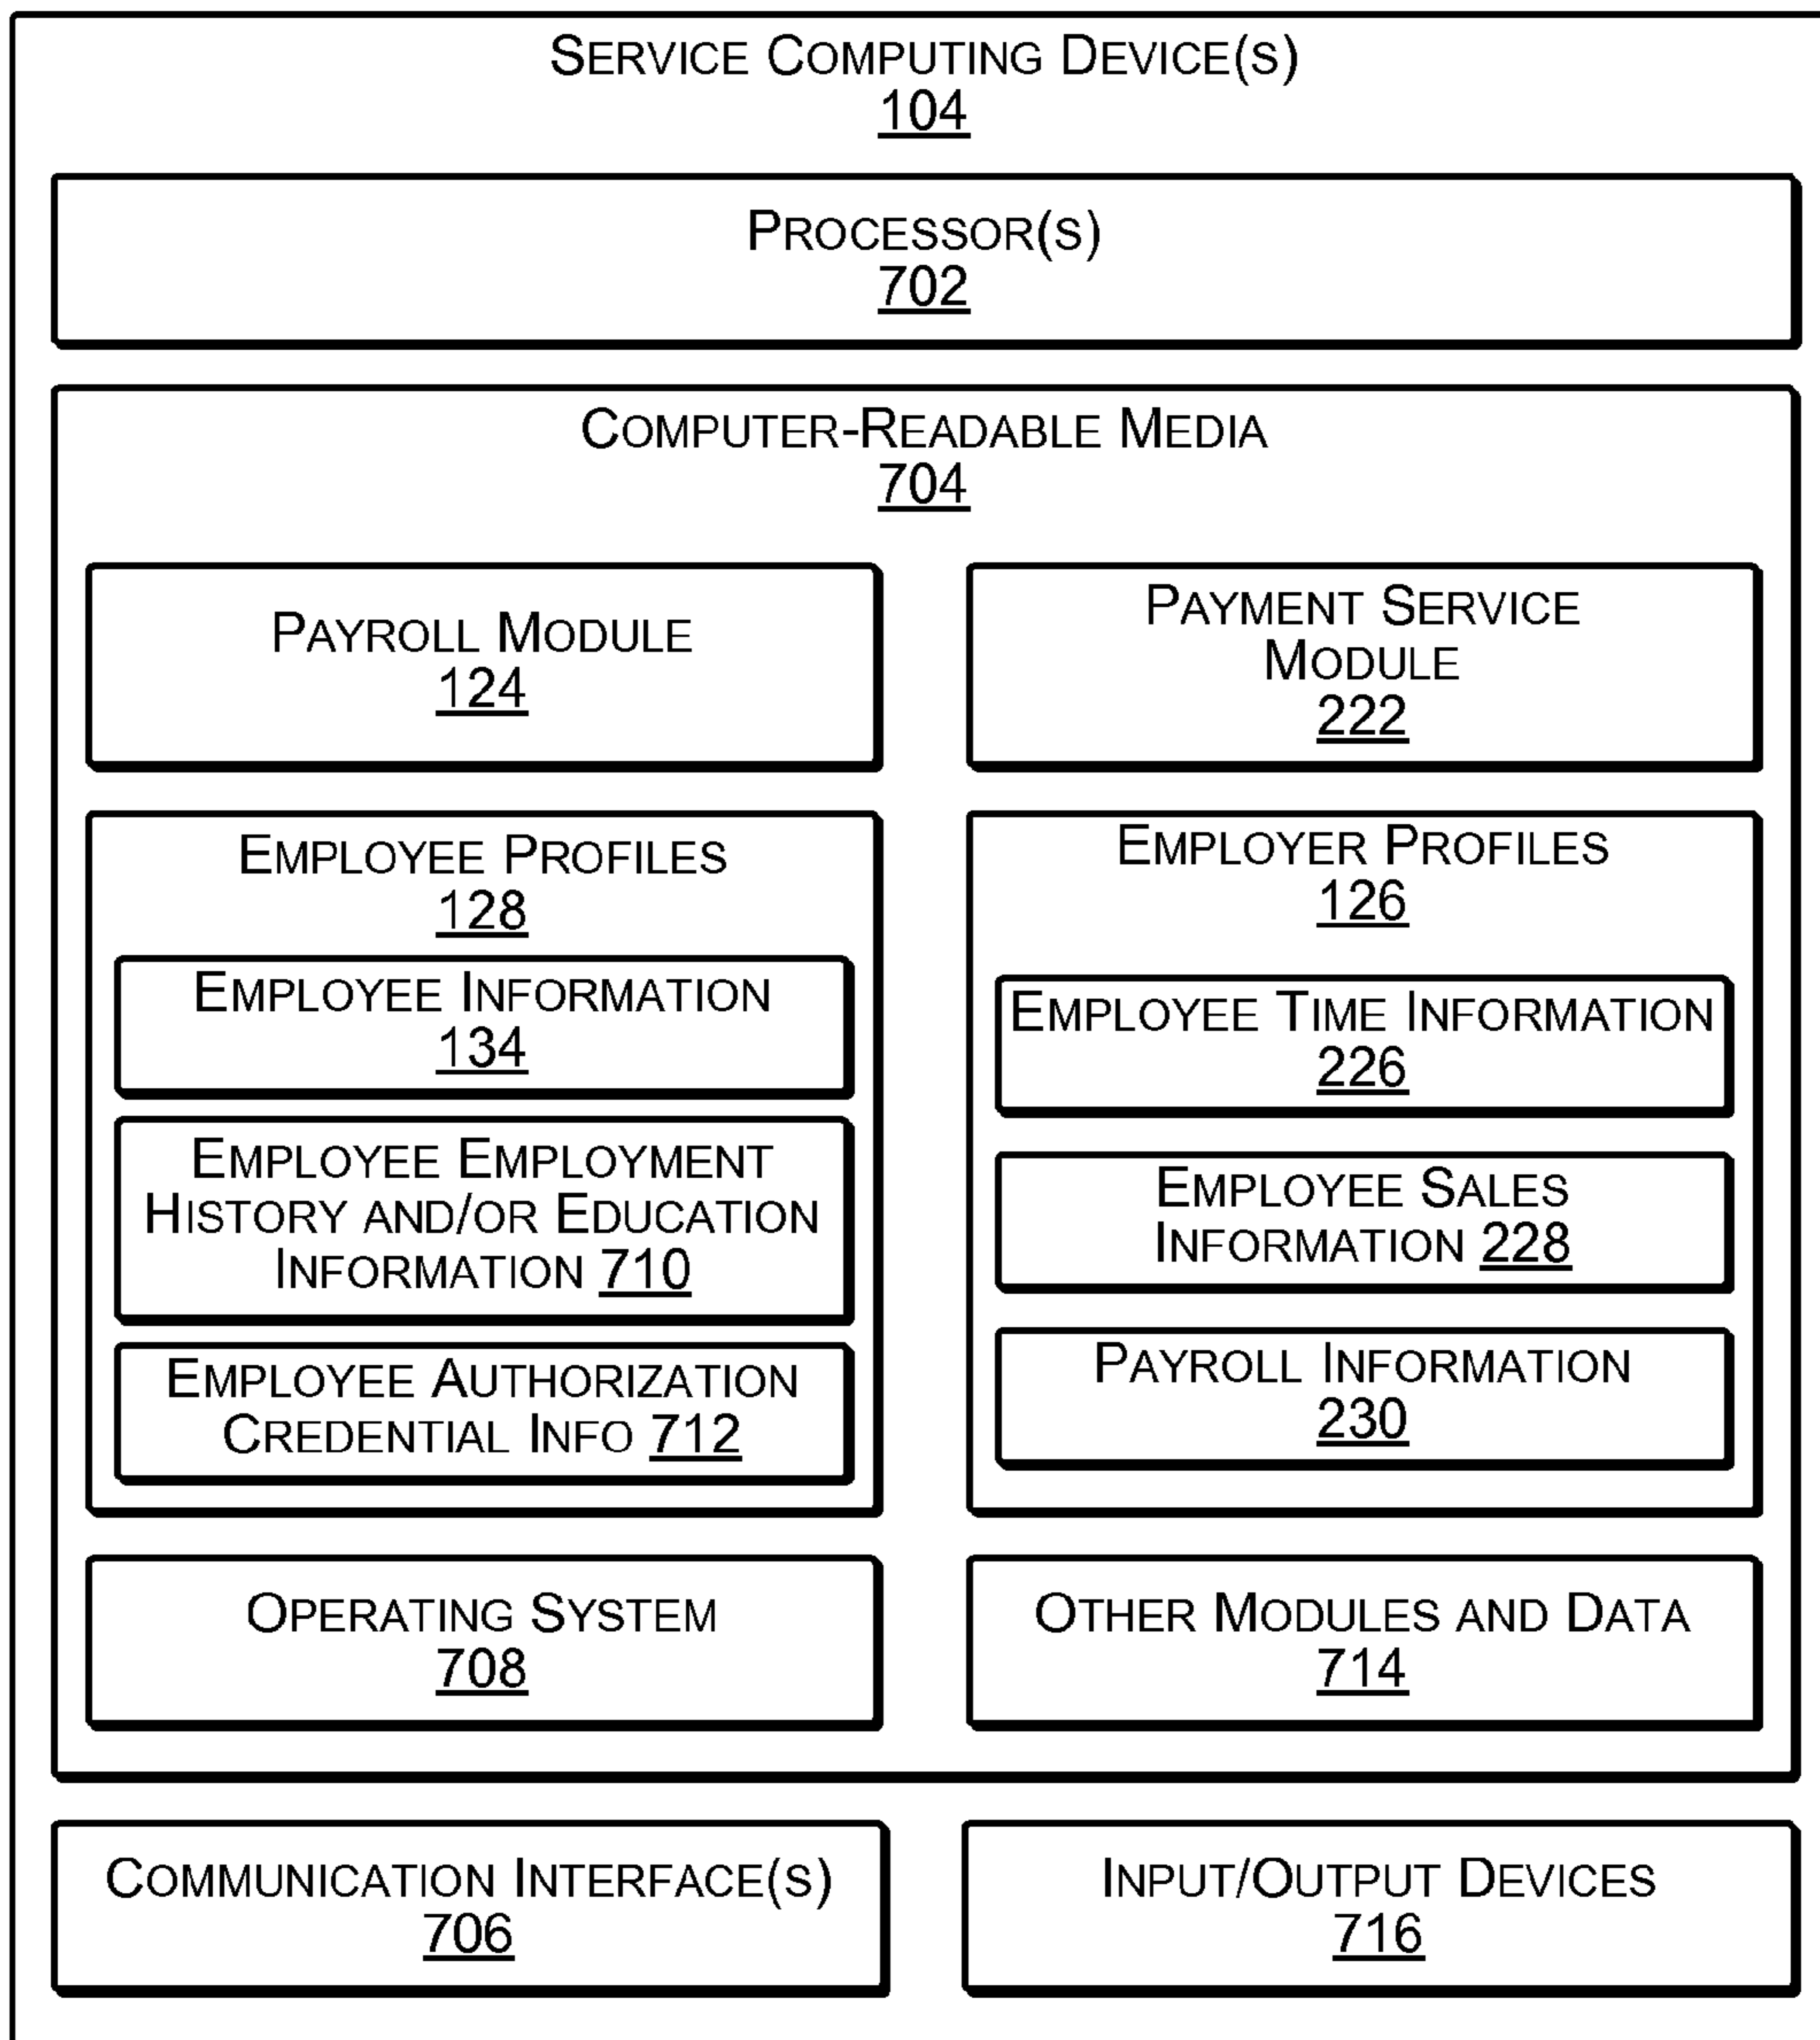 SERVICE COMPUTING DEVICE(S)
104
PROCESSOR(S)
702
COMPUTER-READABLE MEDIA
704
PAYROLL MODULE
124
PAYMENT SERVICE
MODULE
222
EMPLOYEE PROFILES
128
EMPLOYEE INFORMATION
134
EMPLOYEE EMPLOYMENT
HISTORY AND/OR EDUCATION
INFORMATION 710
EMPLOYEE AUTHORIZATION
CREDENTIAL INFO 712
EMPLOYER PROFILES
126
EMPLOYEE TIME INFORMATION
226
EMPLOYEE SALES
INFORMATION 228
PAYROLL INFORMATION
230
OPERATING SYSTEM
708
OTHER MODULES AND DATA
714
COMMUNICATION INTERFACE(S)
706
INPUT/OUTPUT DEVICES
716